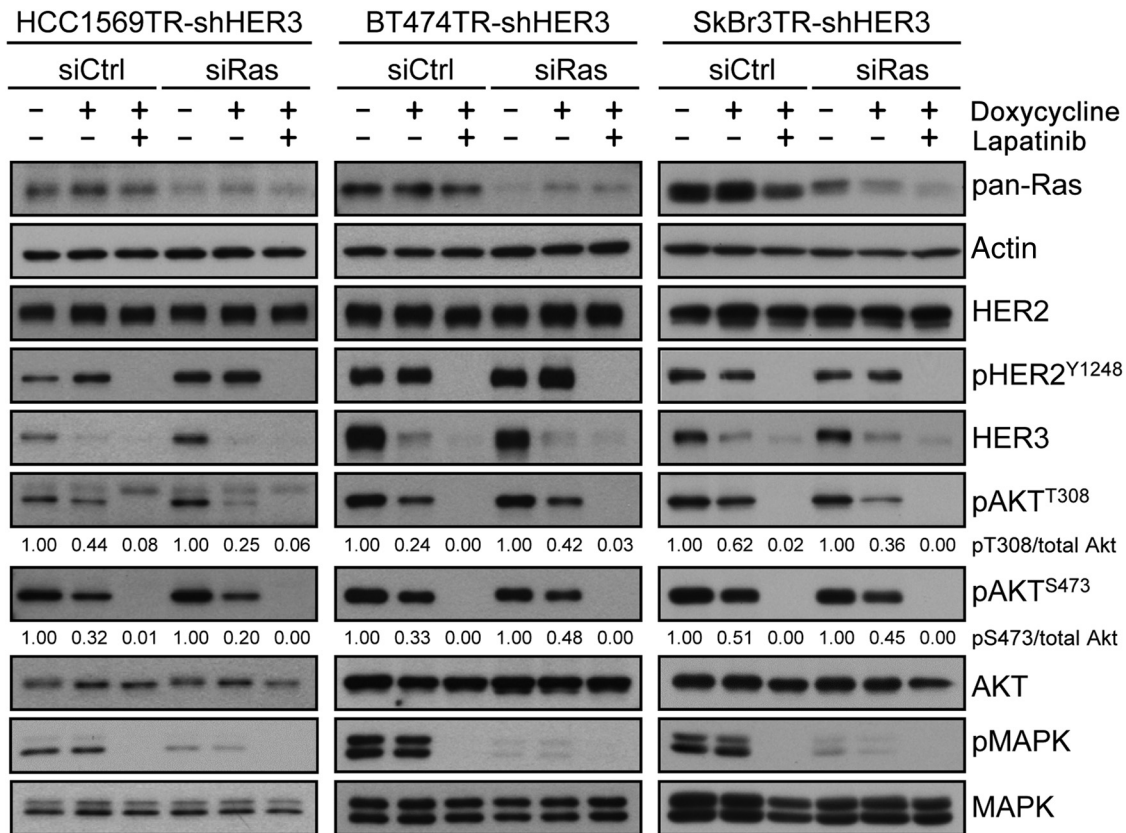 HCC1569TR-shHER3 BT474TR-shHER3 SkBr3TR-shHER3
siCtrl siRas siCtrl siRas siCtrl siRas
– + + – + + – + + – + + – + + – + + Doxycycline
– – + – – + – – + – – + – – + – – + Lapatinib
pan-Ras
Actin
HER2
pHER2Y1248
HER3
pAKTT308
1.00 0.44 0.08 1.00 0.25 0.06 1.00 0.24 0.00 1.00 0.42 0.03 1.00 0.62 0.02 1.00 0.36 0.00 pT308/total Akt
pAKTS473
1.00 0.32 0.01 1.00 0.20 0.00 1.00 0.33 0.00 1.00 0.48 0.00 1.00 0.51 0.00 1.00 0.45 0.00 pS473/total Akt
AKT
pMAPK
MAPK